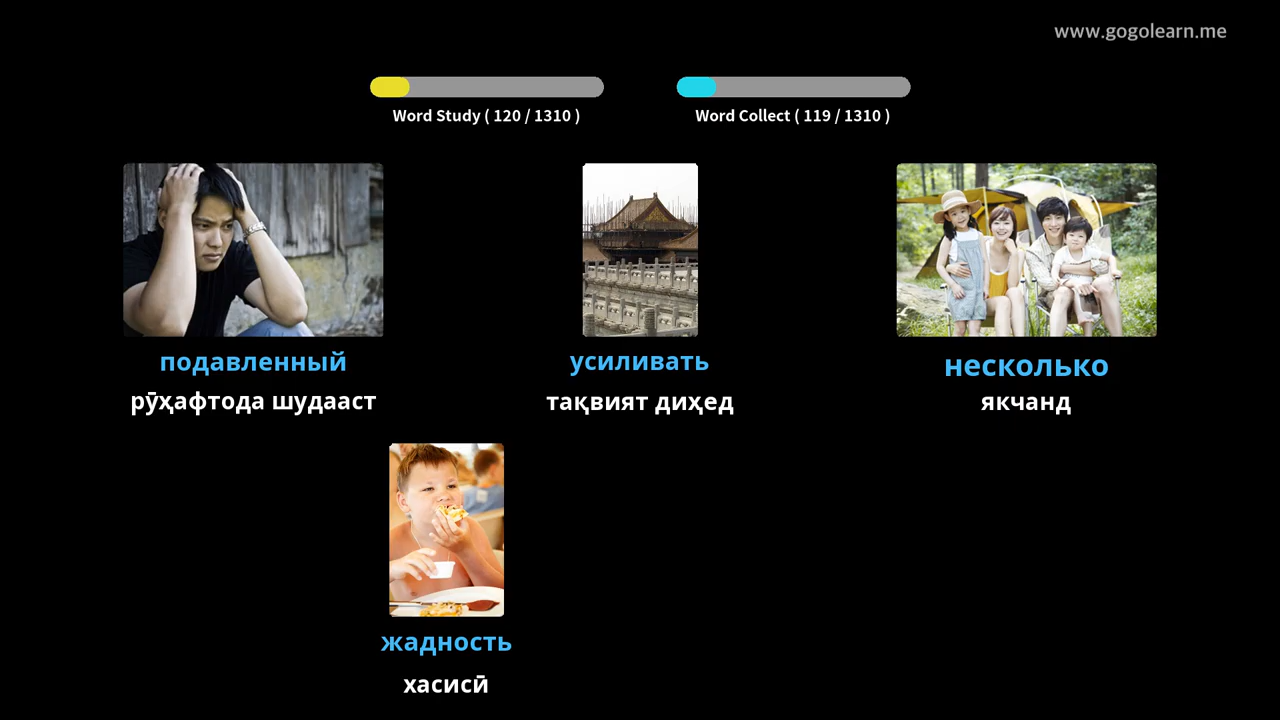 www.gogolearn.me
Word Study ( 120 / 1310 )
Word Collect ( 119 / 1310 )
подавленный
рӯҳафтода шудааст
усиливать
тақвият диҳед
несколько
якчанд
жадность
хасисӣ